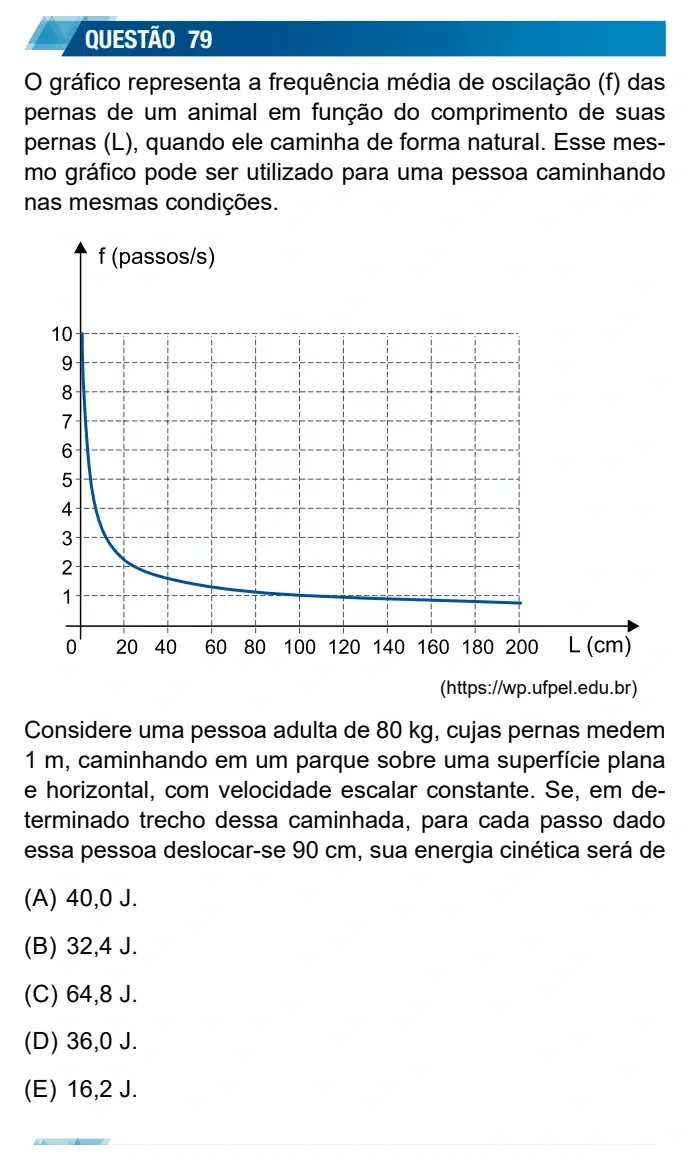 QUESTÃO 79
O gráfico representa a frequência média de oscilação (f) das
pernas de um animal em função do comprimento de suas
pernas (L), quando ele caminha de forma natural. Esse mes-
mo gráfico pode ser utilizado para uma pessoa caminhando
nas mesmas condições.
f (passos/s)
10
9
8
7
6
5
4
3
2
1
0 20 40 60 80 100 120 140 160 180 200 L (cm)
(https://wp.ufpel.edu.br)
Considere uma pessoa adulta de 80 kg, cujas pernas medem
1 m, caminhando em um parque sobre uma superfície plana
e horizontal, com velocidade escalar constante. Se, em de-
terminado trecho dessa caminhada, para cada passo dado
essa pessoa deslocar-se 90 cm, sua energia cinética será de
(A) 40,0 J.
(B) 32,4 J.
(C) 64,8 J.
(D) 36,0 J.
(E) 16,2 J.